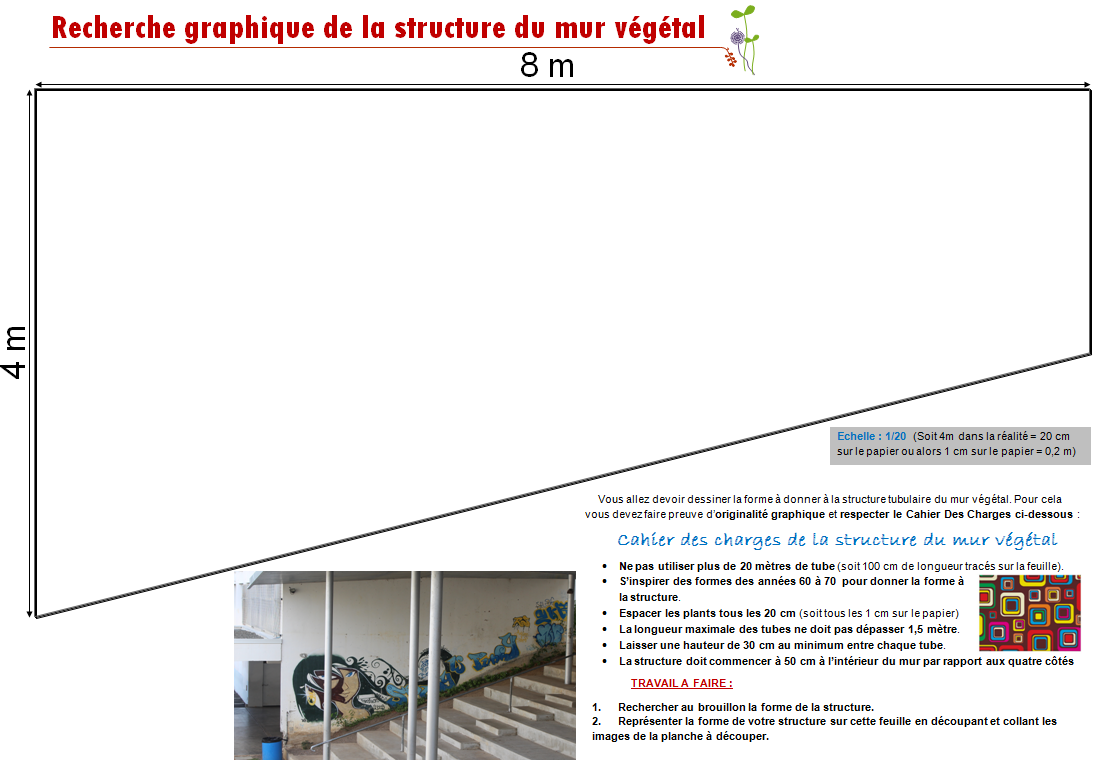 Recherche graphique de la structure du mur végétal
8 m
4 m
Echelle : 1/20 (Soit 4m dans la réalité = 20 cm
sur le papier ou alors 1 cm sur le papier = 0,2 m)
Vous allez devoir dessiner la forme à donner à la structure tubulaire du mur végétal. Pour cela
vous devez faire preuve d'originalité graphique et respecter le Cahier Des Charges ci-dessous :
Cahier des charges de la structure du mur végétal
• Ne pas utiliser plus de 20 mètres de tube (soit 100 cm de longueur tracés sur la feuille).
• S'inspirer des formes des années 60 à 70 pour donner la forme à
la structure.
• Espacer les plants tous les 20 cm (soit tous les 1 cm sur le papier)
• La longueur maximale des tubes ne doit pas dépasser 1,5 mètre.
• Laisser une hauteur de 30 cm au minimum entre chaque tube.
• La structure doit commencer à 50 cm à l'intérieur du mur par rapport aux quatre côtés
TRAVAIL A FAIRE :
1. Rechercher au brouillon la forme de la structure.
2. Représenter la forme de votre structure sur cette feuille en découpant et collant les
images de la planche à découper.